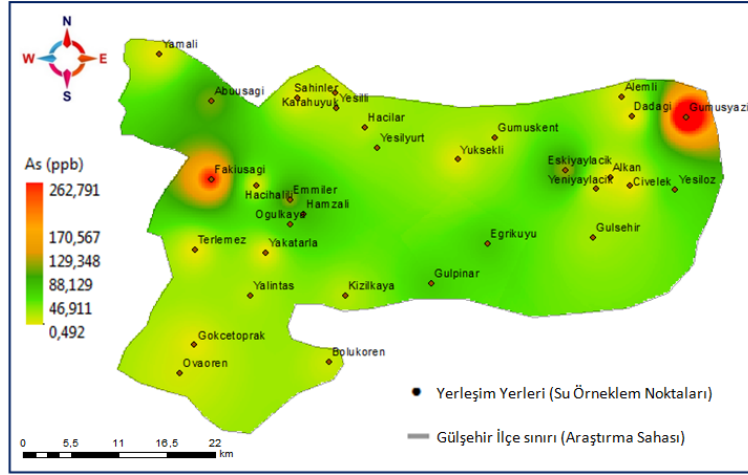 N
W E
S
Yamali
Abuusagi
Sahinler
Yesilli
Karahuyuk
Hacilar
Yesilyurt
Alemli
Dadagi
Gumusyazi
Gumuskent
Yuksekli
Eskiyaylacik
Alkan
Yeniyaylacik
Civelek
Yesiloz
Fakiusagi
Hacihalili
Emmiler
Hamzali
Ogulkaya
Terlemez
Yakatarla
Egrikuyu
Gulsehir
Yalintas
Kizilkaya
Gulpinar
Gokcetoprak
Ovaoren
Bolukoren
As (ppb)
262,791
170,567
129,348
88,129
46,911
0,492
Yerleşim Yerleri (Su Örneklem Noktaları)
Gülşehir İlçe sınırı (Araştırma Sahası)
0 5,5 11 16,5 22
km